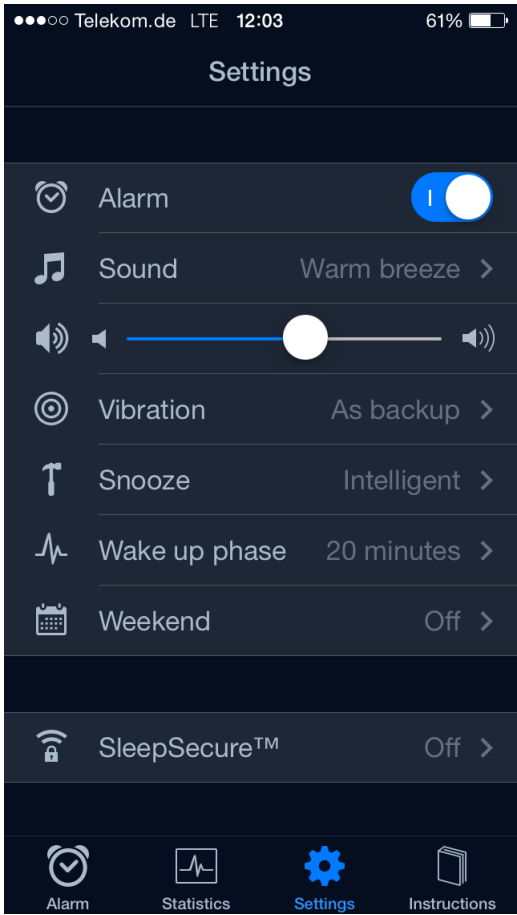 Telekom.de LTE 12:03 61%
Settings
Alarm
Sound Warm breeze
Vibration As backup
Snooze Intelligent
Wake up phase 20 minutes
Weekend Off
SleepSecure™ Off
Alarm Statistics Settings Instructions